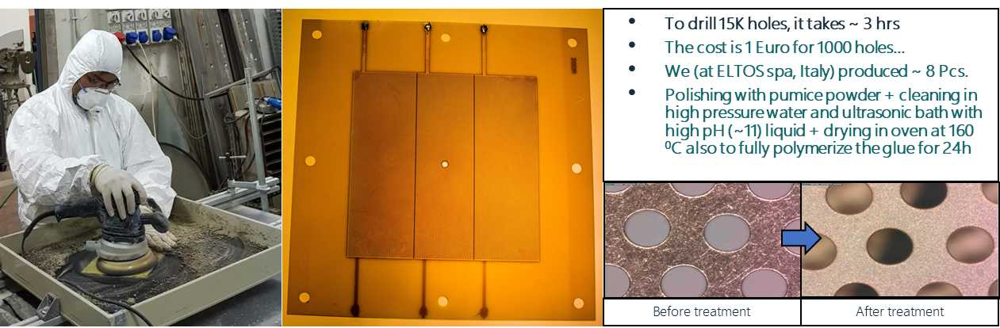 • To drill 15K holes, it takes ~ 3 hrs
• The cost is 1 Euro for 1000 holes...
• We (at ELTOS spa, Italy) produced ~ 8 Pcs.
• Polishing with pumice powder + cleaning in
high pressure water and ultrasonic bath with
high pH (~11) liquid + drying in oven at 160
⁰C also to fully polymerize the glue for 24h
Before treatment
After treatment